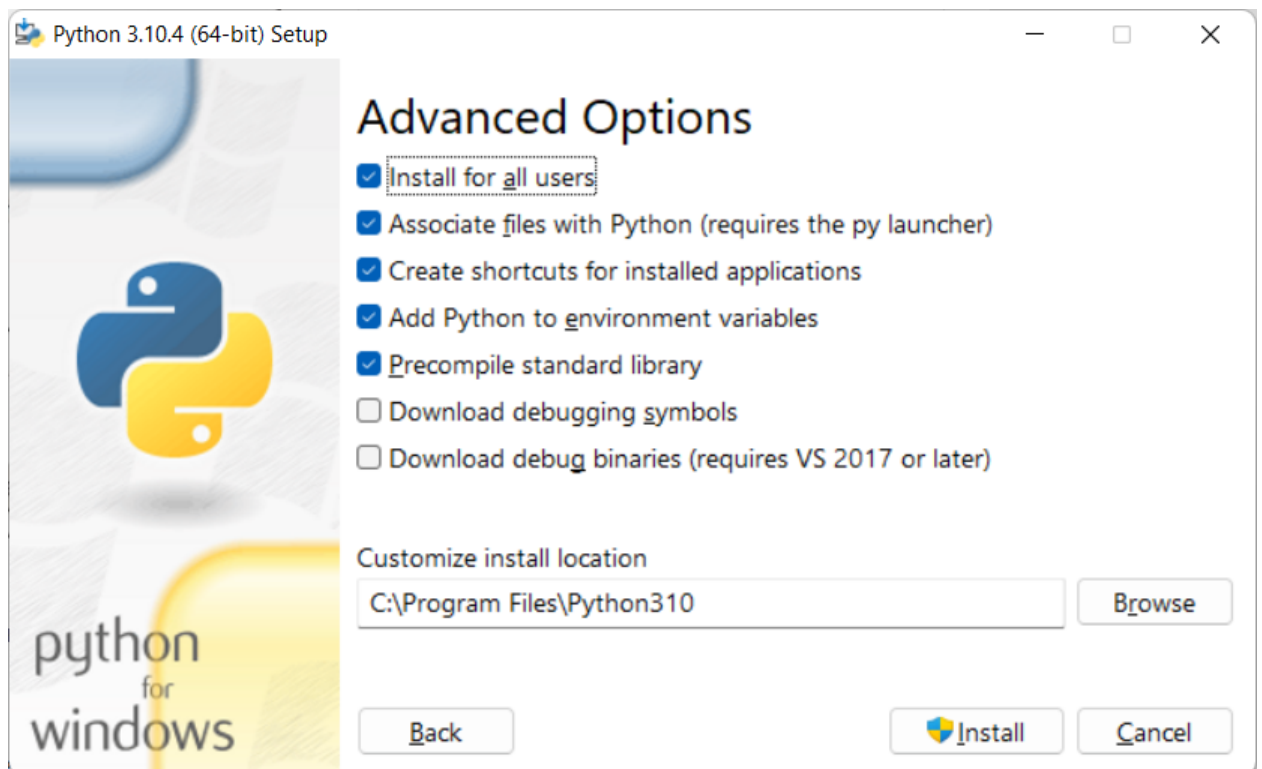 Python 3.10.4 (64-bit) Setup
Advanced Options
Install for all users
Associate files with Python (requires the py launcher)
Create shortcuts for installed applications
Add Python to environment variables
Precompile standard library
Download debugging symbols
Download debug binaries (requires VS 2017 or later)
Customize install location
C:\Program Files\Python310
Browse
python
for
windows
Back
Install
Cancel